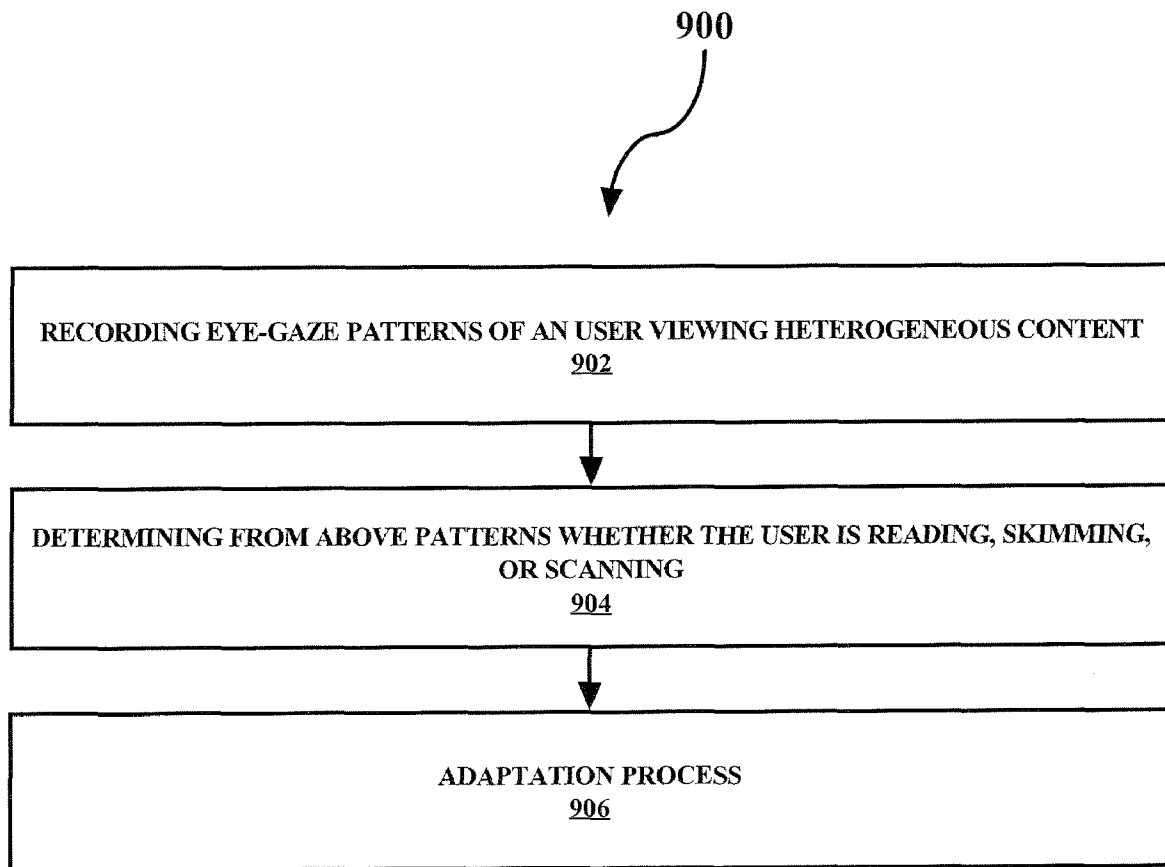 900
RECORDING EYE-GAZE PATTERNS OF AN USER VIEWING HETEROGENEOUS CONTENT
902
DETERMINING FROM ABOVE PATTERNS WHETHER THE USER IS READING, SKIMMING,
OR SCANNING
904
ADAPTATION PROCESS
906